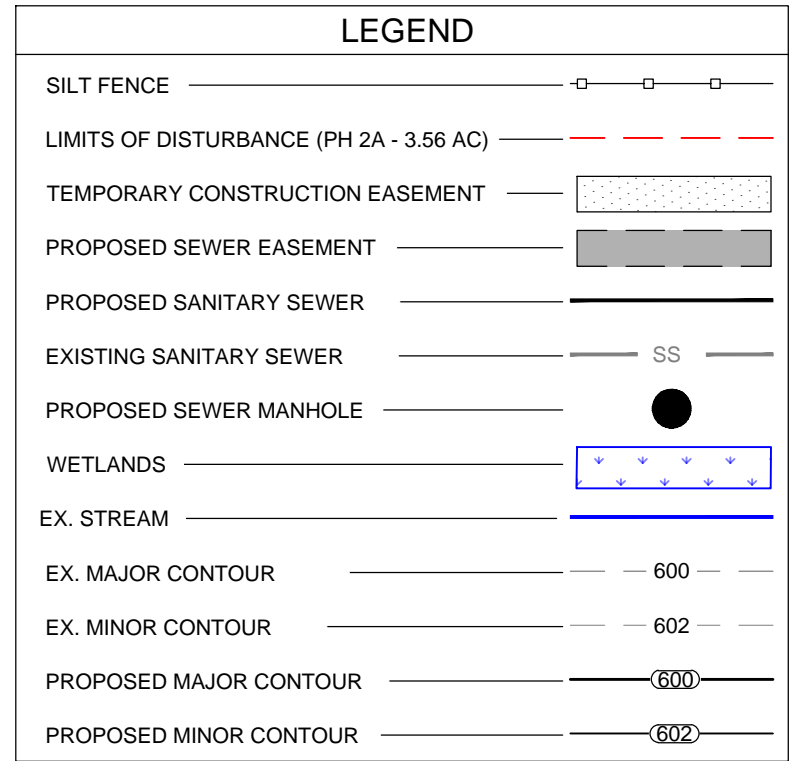 LEGEND
SILT FENCE
LIMITS OF DISTURBANCE (PH 2A - 3.56 AC)
TEMPORARY CONSTRUCTION EASEMENT
PROPOSED SEWER EASEMENT
PROPOSED SANITARY SEWER
EXISTING SANITARY SEWER SS
PROPOSED SEWER MANHOLE
WETLANDS
EX. STREAM
EX. MAJOR CONTOUR 600
EX. MINOR CONTOUR 602
PROPOSED MAJOR CONTOUR 600
PROPOSED MINOR CONTOUR 602